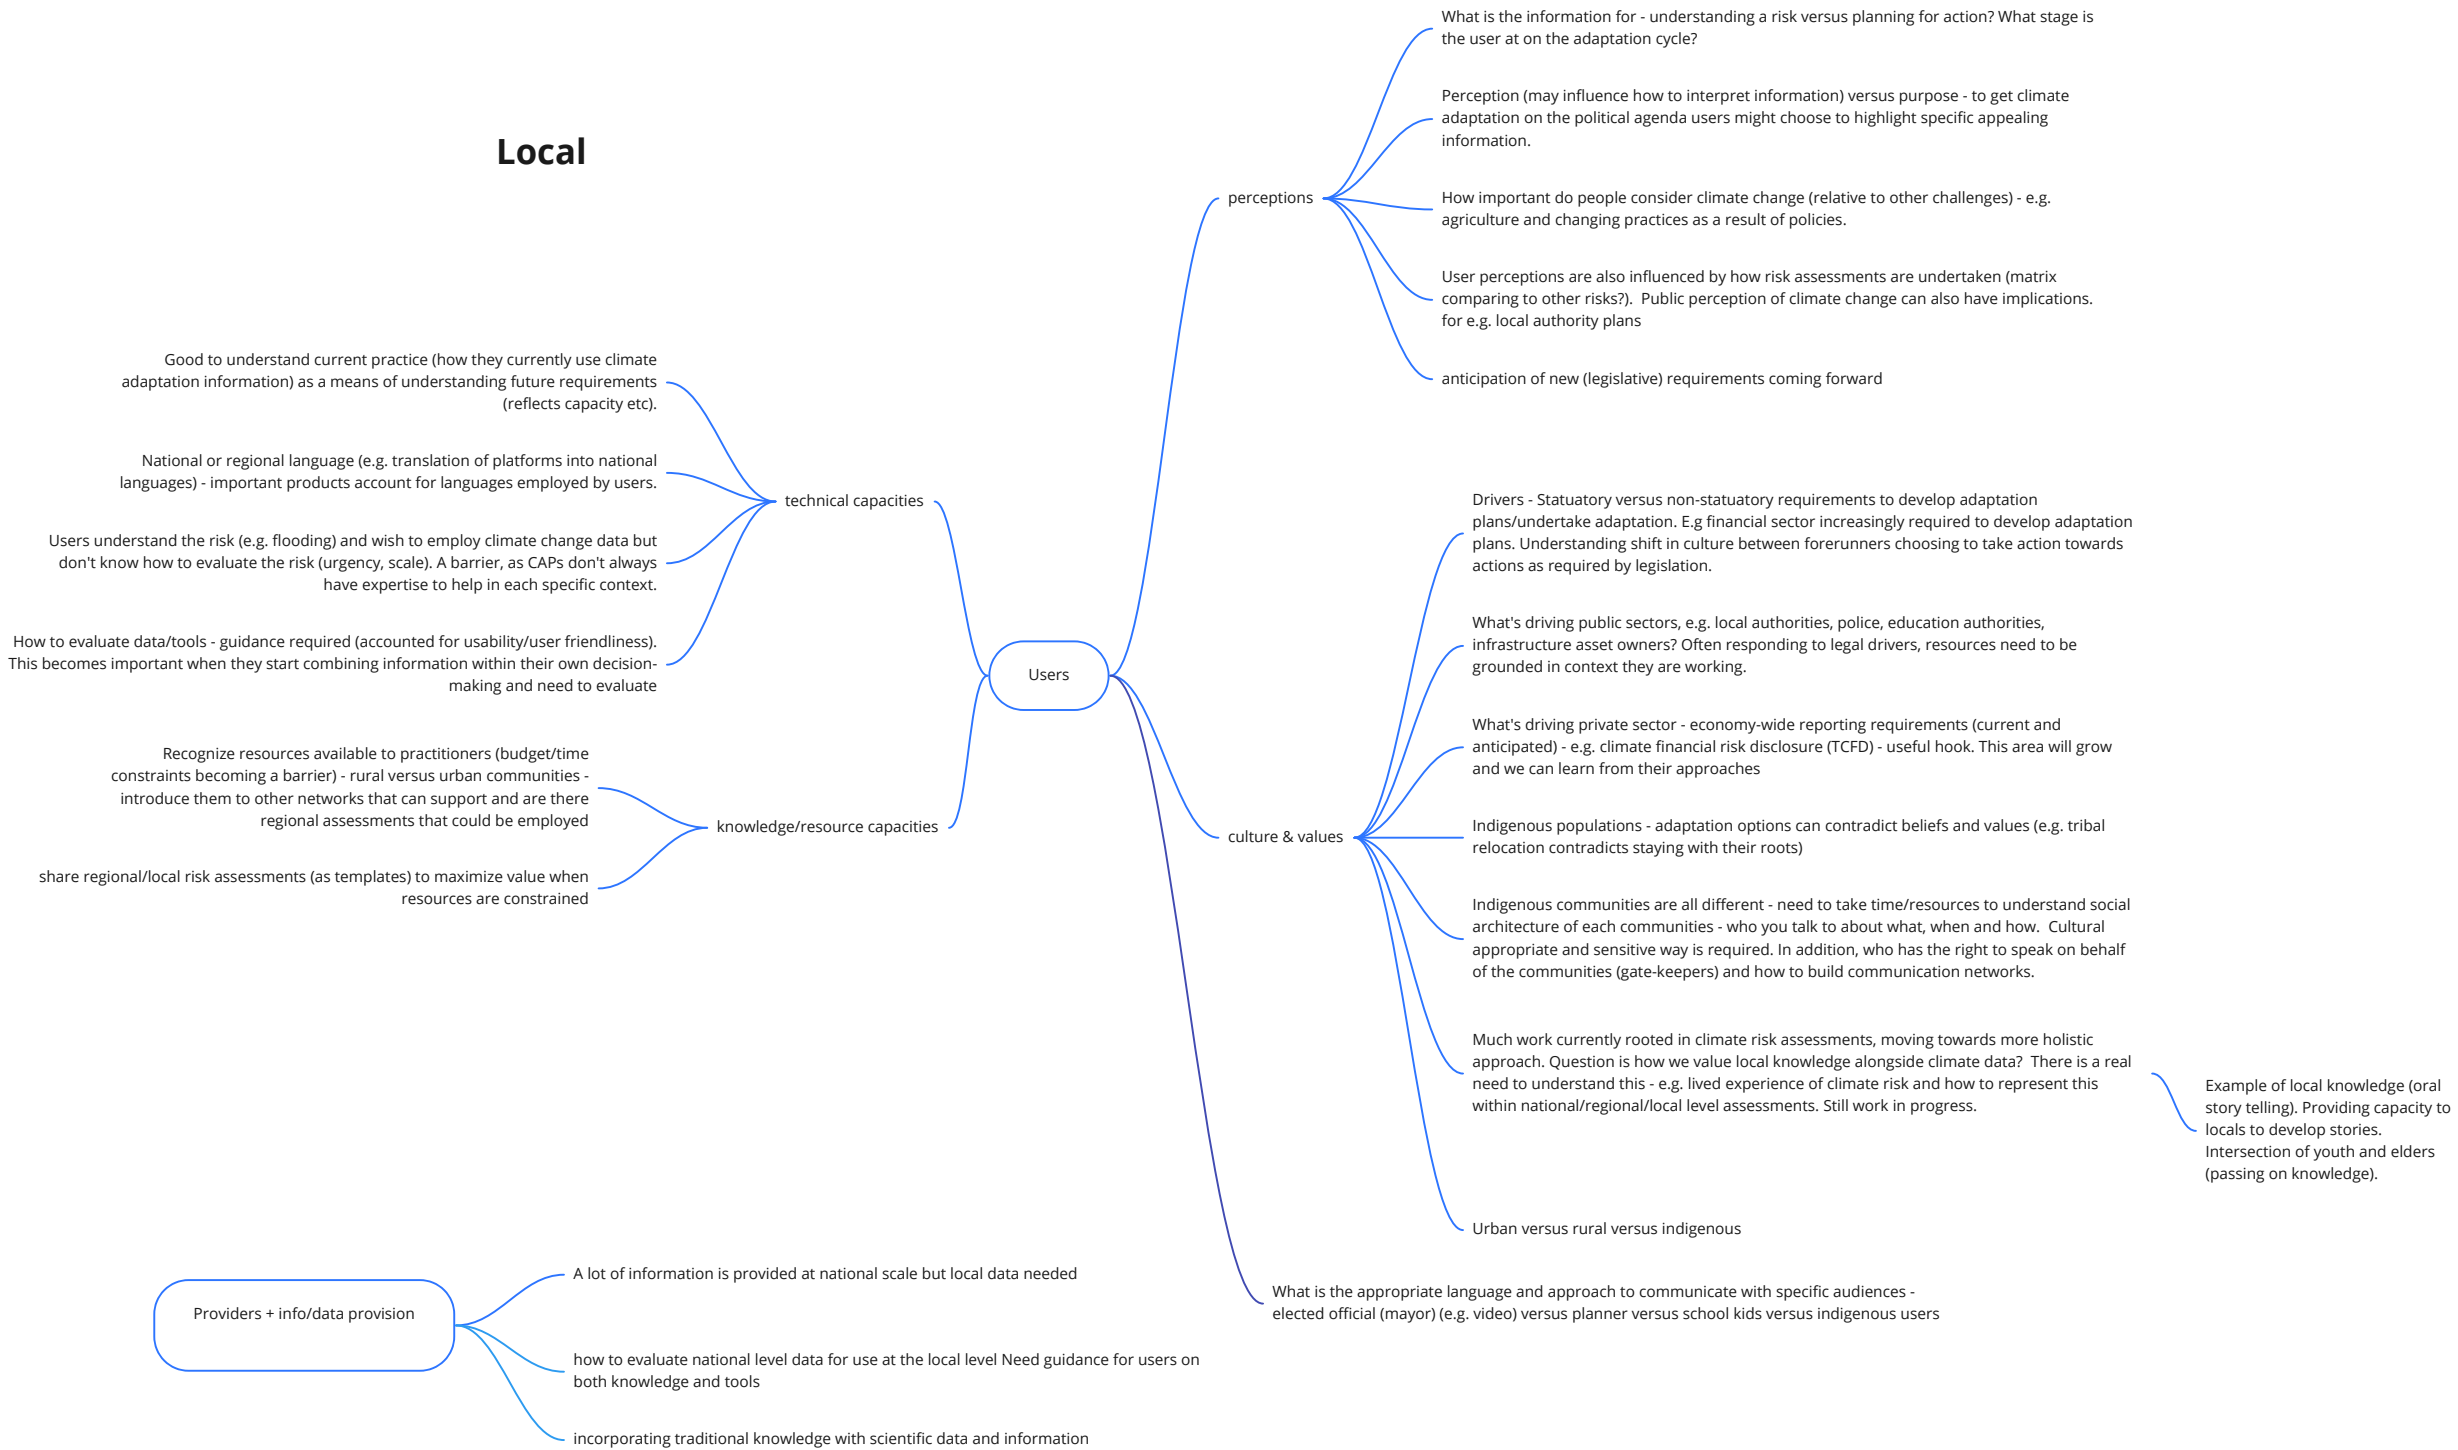 Local
Users
technical capacities
Good to understand current practice (how they currently use climate
adaptation information) as a means of understanding future requirements
(reflects capacity etc).
National or regional language (e.g. translation of platforms into national
languages) - important products account for languages employed by users.
Users understand the risk (e.g. flooding) and wish to employ climate change data but
don't know how to evaluate the risk (urgency, scale). A barrier, as CAPs don't always
have expertise to help in each specific context.
How to evaluate data/tools - guidance required (accounted for usability/user friendliness).
This becomes important when they start combining information within their own decision-
making and need to evaluate
knowledge/resource capacities
Recognize resources available to practitioners (budget/time
constraints becoming a barrier) - rural versus urban communities -
introduce them to other networks that can support and are there
regional assessments that could be employed
share regional/local risk assessments (as templates) to maximize value when
resources are constrained
perceptions
What is the information for - understanding a risk versus planning for action? What stage is
the user at on the adaptation cycle?
Perception (may influence how to interpret information) versus purpose - to get climate
adaptation on the political agenda users might choose to highlight specific appealing
information.
How important do people consider climate change (relative to other challenges) - e.g.
agriculture and changing practices as a result of policies.
User perceptions are also influenced by how risk assessments are undertaken (matrix
comparing to other risks?).  Public perception of climate change can also have implications.
for e.g. local authority plans
anticipation of new (legislative) requirements coming forward
culture & values
Drivers - Statuatory versus non-statuatory requirements to develop adaptation
plans/undertake adaptation. E.g financial sector increasingly required to develop adaptation
plans. Understanding shift in culture between forerunners choosing to take action towards
actions as required by legislation.
What's driving public sectors, e.g. local authorities, police, education authorities,
infrastructure asset owners? Often responding to legal drivers, resources need to be
grounded in context they are working.
What's driving private sector - economy-wide reporting requirements (current and
anticipated) - e.g. climate financial risk disclosure (TCFD) - useful hook. This area will grow
and we can learn from their approaches
Indigenous populations - adaptation options can contradict beliefs and values (e.g. tribal
relocation contradicts staying with their roots)
Indigenous communities are all different - need to take time/resources to understand social
architecture of each communities - who you talk to about what, when and how.  Cultural
appropriate and sensitive way is required. In addition, who has the right to speak on behalf
of the communities (gate-keepers) and how to build communication networks.
Much work currently rooted in climate risk assessments, moving towards more holistic
approach. Question is how we value local knowledge alongside climate data?  There is a real
need to understand this - e.g. lived experience of climate risk and how to represent this
within national/regional/local level assessments. Still work in progress.
Example of local knowledge (oral
story telling). Providing capacity to
locals to develop stories.
Intersection of youth and elders
(passing on knowledge).
Urban versus rural versus indigenous
What is the appropriate language and approach to communicate with specific audiences -
elected official (mayor) (e.g. video) versus planner versus school kids versus indigenous users
Providers + info/data provision
A lot of information is provided at national scale but local data needed
how to evaluate national level data for use at the local level Need guidance for users on
both knowledge and tools
incorporating traditional knowledge with scientific data and information